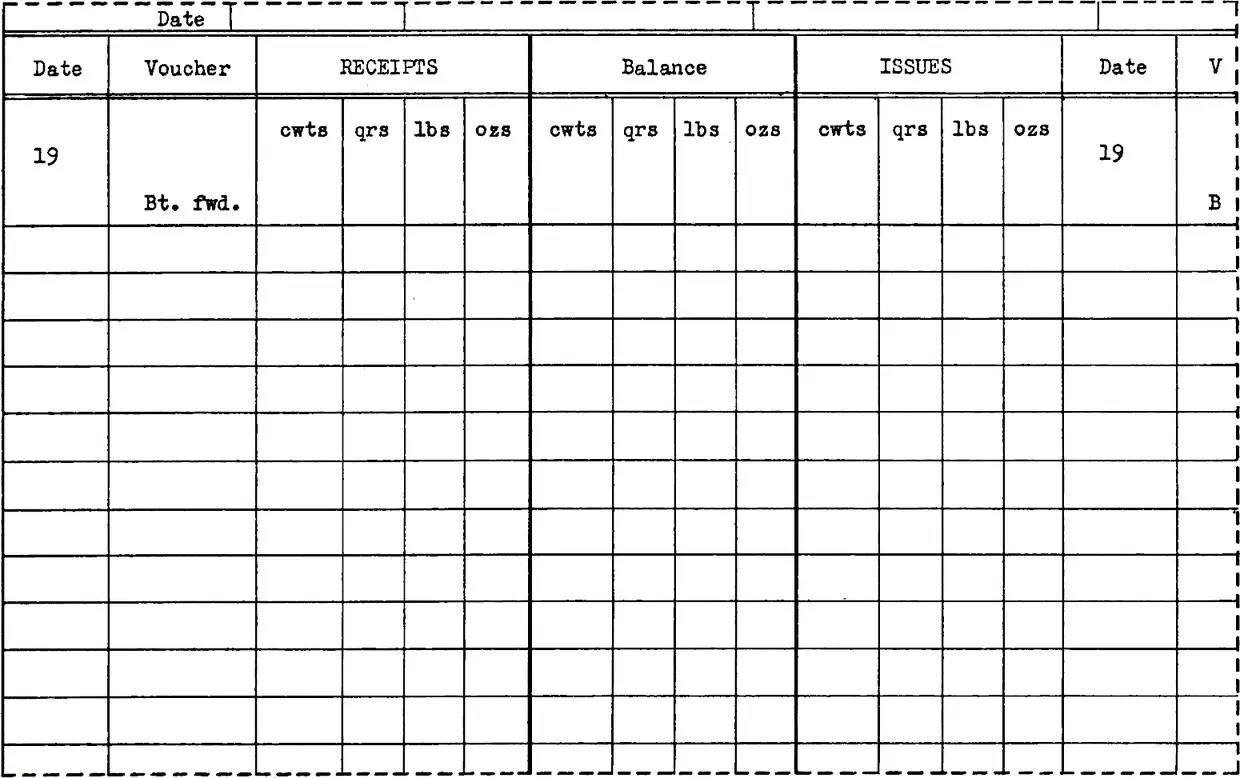 Date
Date Voucher RECEIPTS Balance ISSUES Date V
cwts qrs lbs ozs cwts qrs lbs ozs cwts qrs lbs ozs
19 19
Bt. fwd. B